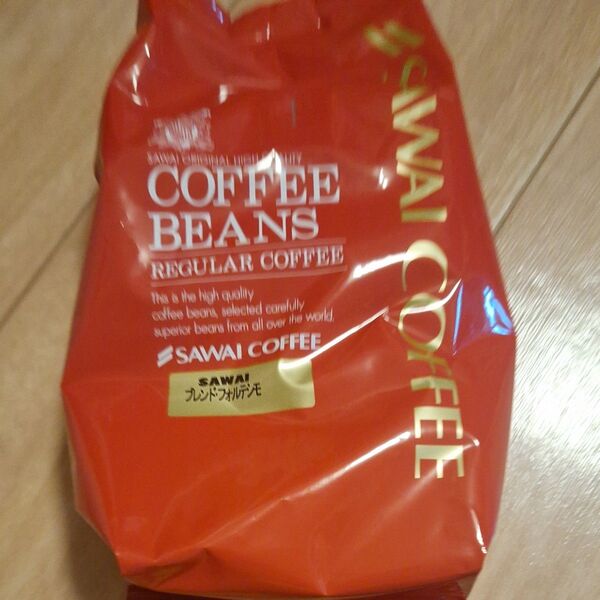 SAWAI ORIGINAL HIGH QUALITY
COFFEE
BEANS
REGULAR COFFEE
This is the high quality
coffee beans, selected carefully
superior beans from all over the world.
SAWAI COFFEE
SAWAI
ブレンド・フォルテシモ
SAWAI COFFEE